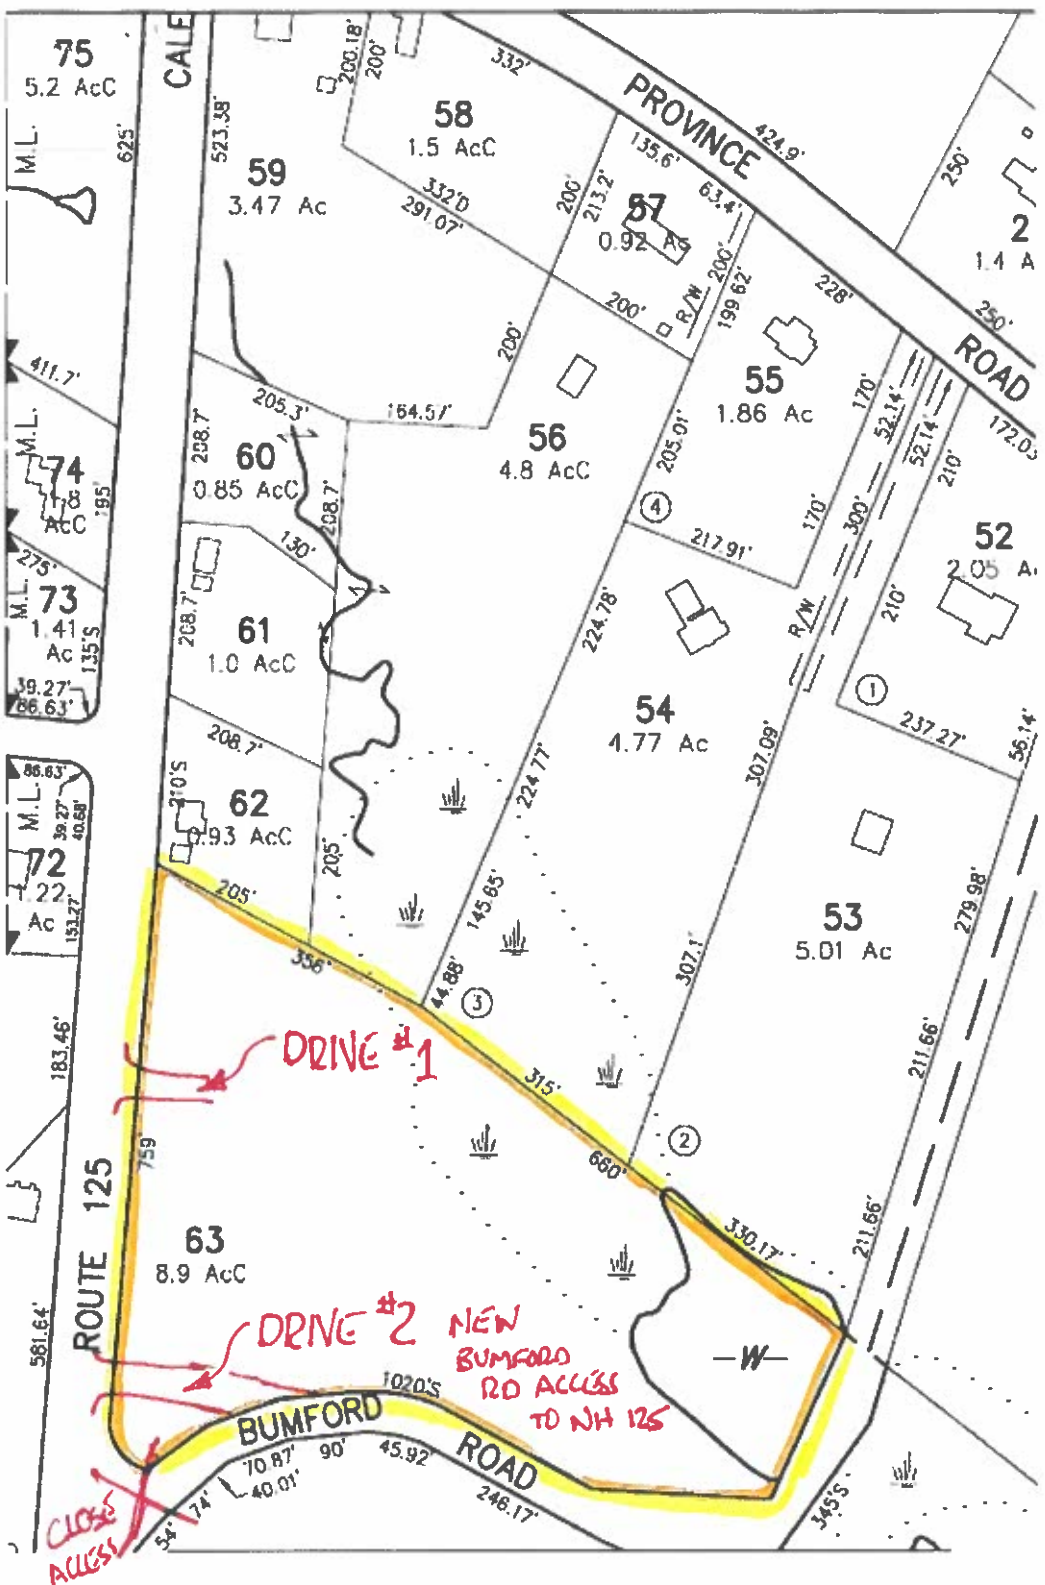 75
5.2 AcC
M.L.
625'
CALE
523.38'
200.18'
200'
332'
58
1.5 AcC
59
3.47 Ac
332'D
291.07'
PROVINCE
424.9'
135.6'
63.4'
57
0.92 Ac
200'
213.2'
200'
R/W
200'
199.62'
250'
2
1.4 A
250'
228'
ROAD
172.03
411.7'
M.L.
74
1.8
AcC
195'
275'
205.3'
164.57'
200'
208.7'
60
0.85 AcC
208.7'
130'
56
4.8 AcC
55
1.86 Ac
205.01'
170'
52.14'
52.14'
210'
4
217.91'
170'
300'
R/W
52
2.05 A
210'
1
237.27'
56.14'
M.L.
73
1.41
Ac
135'S
39.27'
86.63'
208.7'
61
1.0 AcC
208.7'
224.78'
54
4.77 Ac
307.09'
224.77'
86.63'
M.L.
39.27'
40.68'
72
.22
Ac
153.27'
210'S
62
0.93 AcC
205'
205'
356'
145.65'
44.88'
3
307.1'
53
5.01 Ac
279.98'
211.66'
183.46'
DRIVE #1
315'
2
660'
330.17'
211.66'
759'
ROUTE 125
63
8.9 AcC
581.64'
DRIVE #2 NEW
BUMFORD
RD ACCESS
TO NH 125
-W-
1020'S
BUMFORD
ROAD
70.87'
40.01'
90'
45.92'
246.17'
74'
54'
345'S
CLOSE
ACCESS